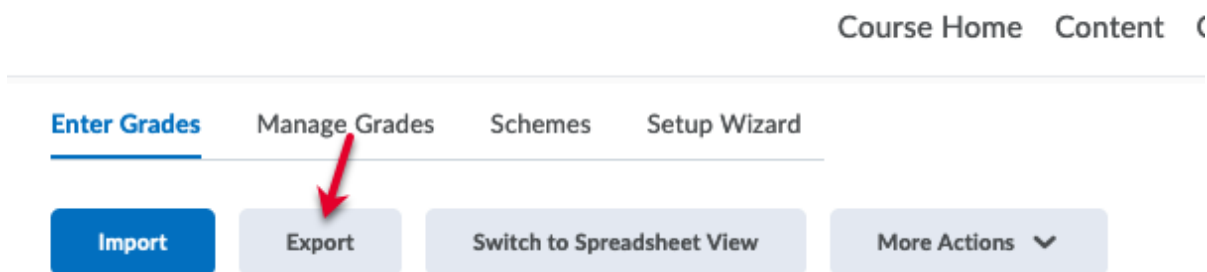 Course Home Content
Enter Grades Manage Grades Schemes Setup Wizard
Import Export Switch to Spreadsheet View More Actions